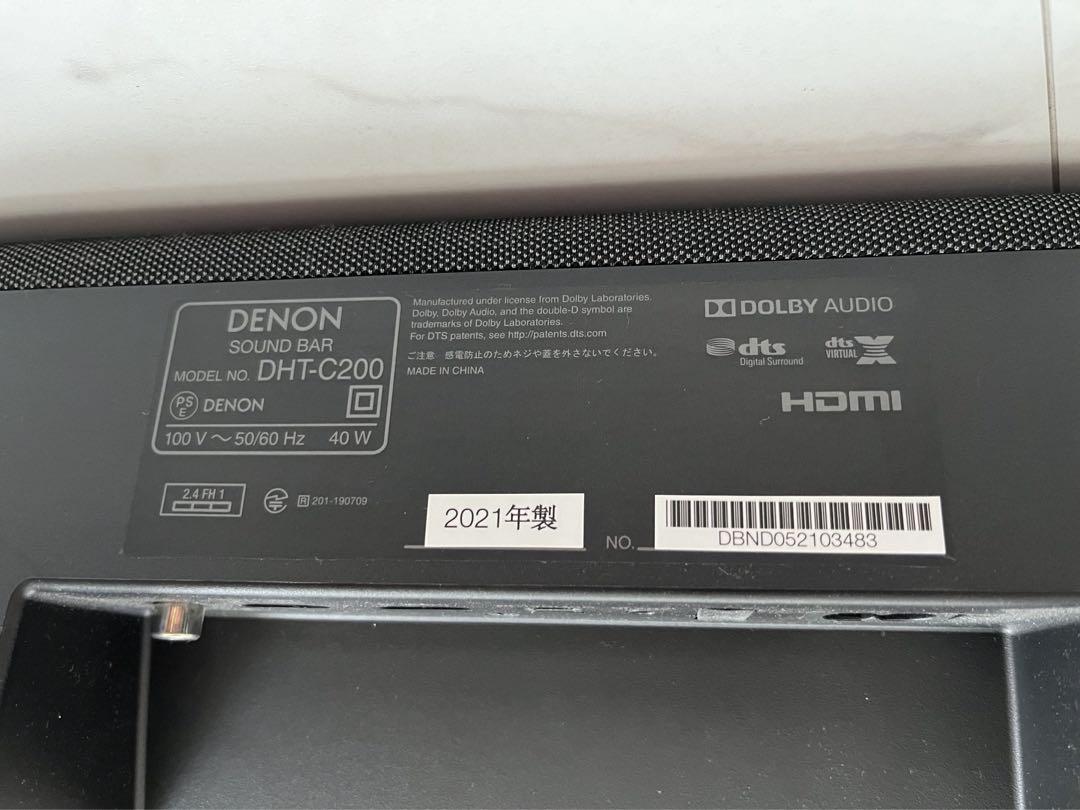 DENON
SOUND BAR
MODEL NO. DHT-C200
PS
E
DENON
100 V ～ 50/60 Hz 40 W
Manufactured under license from Dolby Laboratories.
Dolby, Dolby Audio, and the double-D symbol are
trademarks of Dolby Laboratories.
For DTS patents, see http://patents.dts.com
ご注意 感電防止のためネジや蓋を外さないでください。
MADE IN CHINA
DOLBY AUDIO
dts Digital Surround
dts VIRTUAL X
HDMI
2.4 FH 1
R 201-190709
2021年製
NO.
DBND052103483